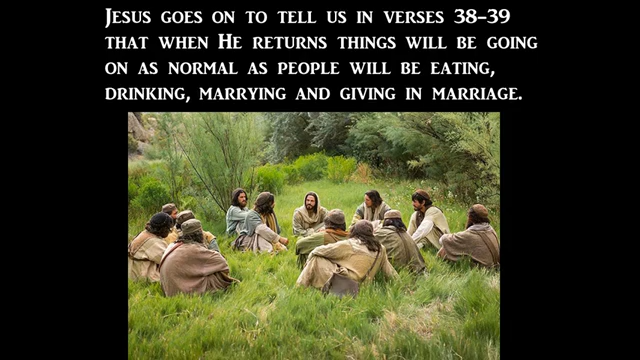 Jesus goes on to tell us in verses 38-39
that when He returns things will be going
on as normal as people will be eating,
drinking, marrying and giving in marriage.